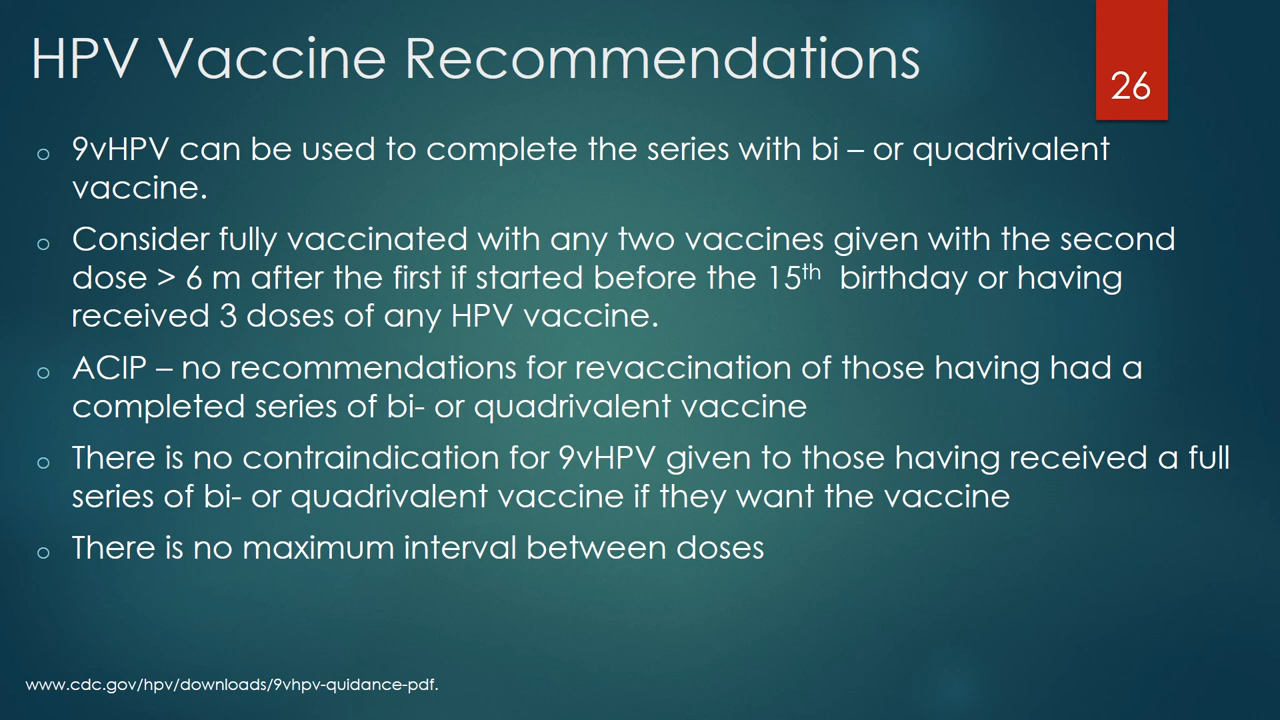 HPV Vaccine Recommendations
26
o 9vHPV can be used to complete the series with bi – or quadrivalent
vaccine.
o Consider fully vaccinated with any two vaccines given with the second
dose > 6 m after the first if started before the 15th birthday or having
received 3 doses of any HPV vaccine.
o ACIP – no recommendations for revaccination of those having had a
completed series of bi- or quadrivalent vaccine
o There is no contraindication for 9vHPV given to those having received a full
series of bi- or quadrivalent vaccine if they want the vaccine
o There is no maximum interval between doses
www.cdc.gov/hpv/downloads/9vhpv-quidance-pdf.